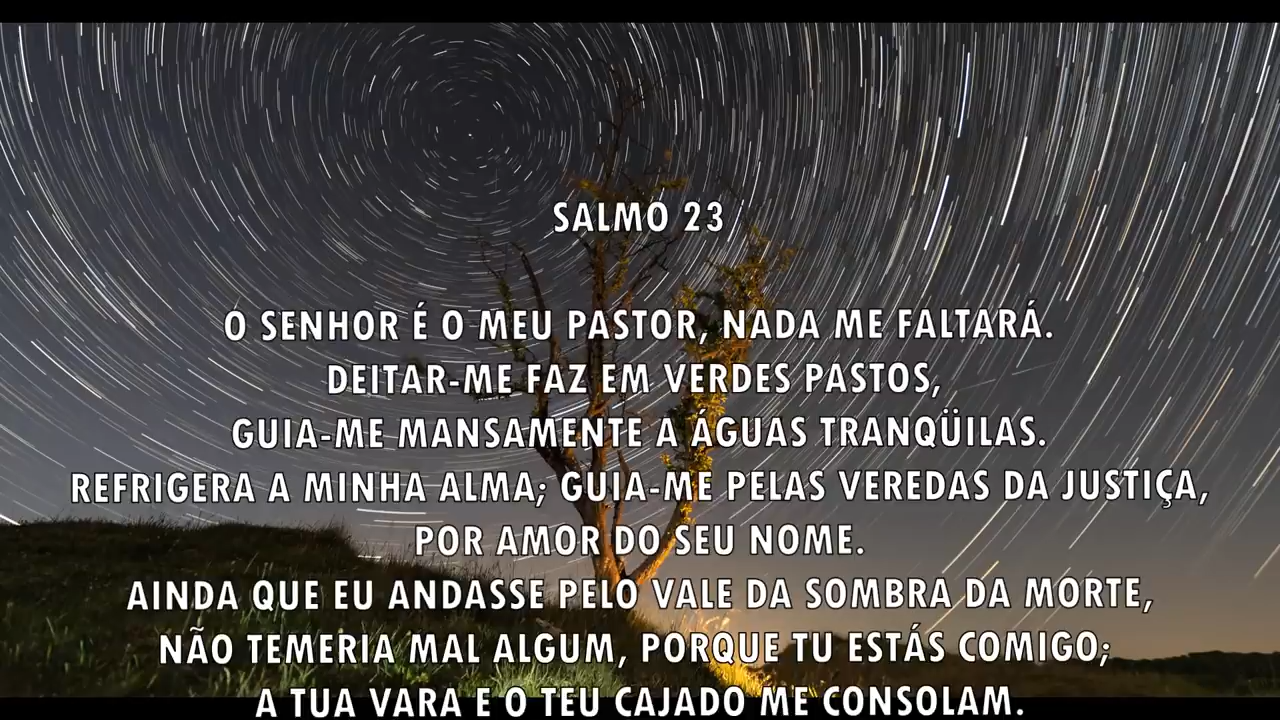 SALMO 23
O SENHOR É O MEU PASTOR, NADA ME FALTARÁ.
DEITAR-ME FAZ EM VERDES PASTOS,
GUIA-ME MANSAMENTE A ÁGUAS TRANQÜILAS.
REFRIGERA A MINHA ALMA; GUIA-ME PELAS VEREDAS DA JUSTIÇA,
POR AMOR DO SEU NOME.
AINDA QUE EU ANDASSE PELO VALE DA SOMBRA DA MORTE,
NÃO TEMERIA MAL ALGUM, PORQUE TU ESTÁS COMIGO;
A TUA VARA E O TEU CAJADO ME CONSOLAM.